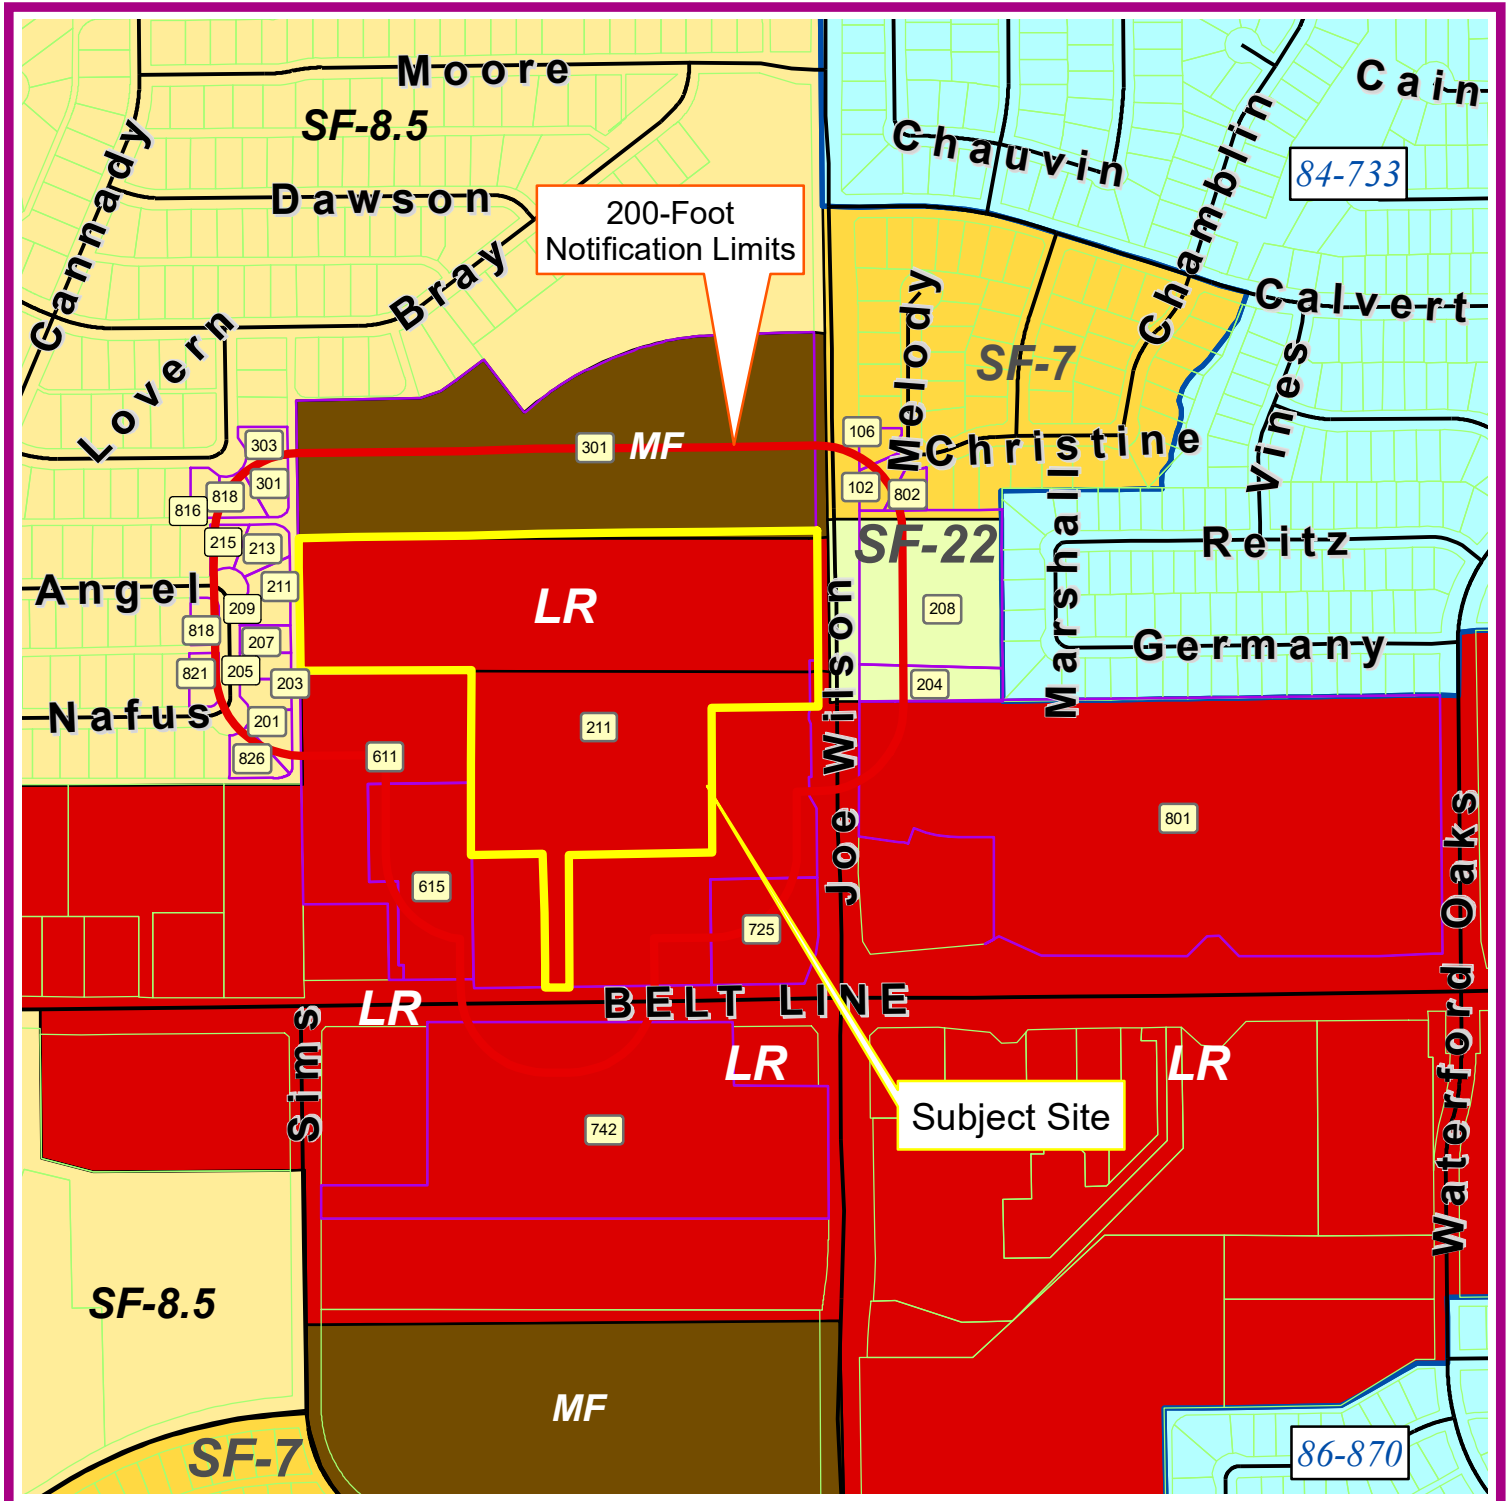 Moore
Cain
SF-8.5
Chauvin
Chamblin
84-733
Cannady
Dawson
200-Foot
Notification Limits
Bray
Melody
Calvert
Lovern
SF-7
Vines
303
301
MF
106
Christine
301
818
816
102
802
Marshall
215
213
SF-22
Reitz
Angel
211
209
LR
208
Joe Wilson
818
207
Germany
821
205
203
204
Nafus
201
211
826
611
801
Waterford Oaks
615
725
LR
BELT LINE
Sims
LR
LR
Subject Site
742
SF-8.5
MF
SF-7
86-870